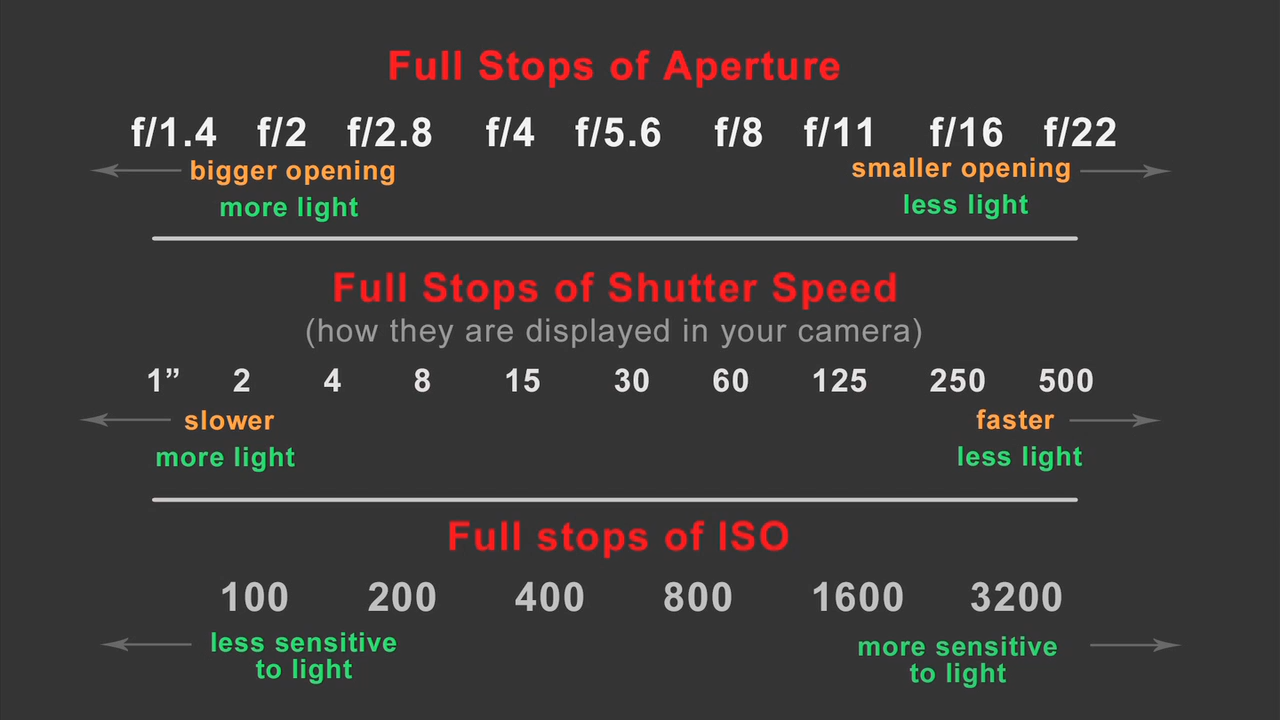 Full Stops of Aperture
f/1.4 f/2 f/2.8 f/4 f/5.6 f/8 f/11 f/16 f/22
bigger opening smaller opening
more light less light
Full Stops of Shutter Speed
(how they are displayed in your camera)
1” 2 4 8 15 30 60 125 250 500
slower faster
more light less light
Full stops of ISO
100 200 400 800 1600 3200
less sensitive more sensitive
to light to light